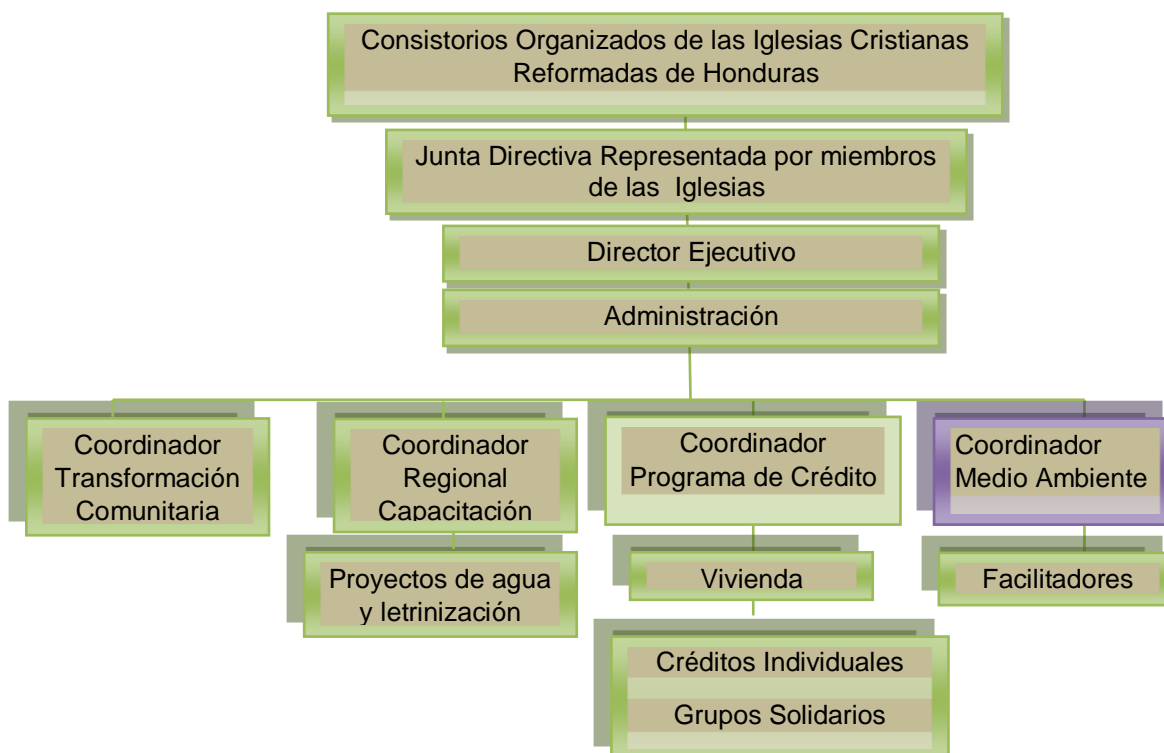 Consistorios Organizados de las Iglesias Cristianas
Reformadas de Honduras
Junta Directiva Representada por miembros
de las Iglesias
Director Ejecutivo
Administración
Coordinador
Transformación
Comunitaria
Coordinador
Regional
Capacitación
Coordinador
Programa de Crédito
Coordinador
Medio Ambiente
Proyectos de agua
y letrinización
Vivienda
Facilitadores
Créditos Individuales
Grupos Solidarios